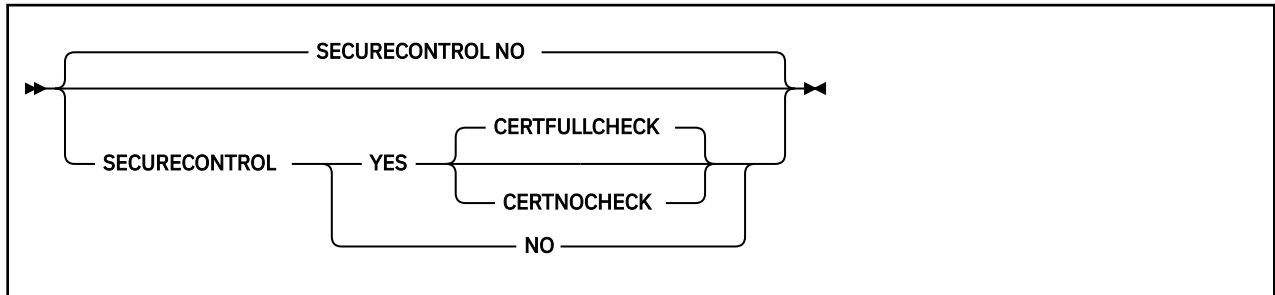 SECURECONTROL NO
CERTFULLCHECK
SECURECONTROL YES
CERTNOCHECK
NO